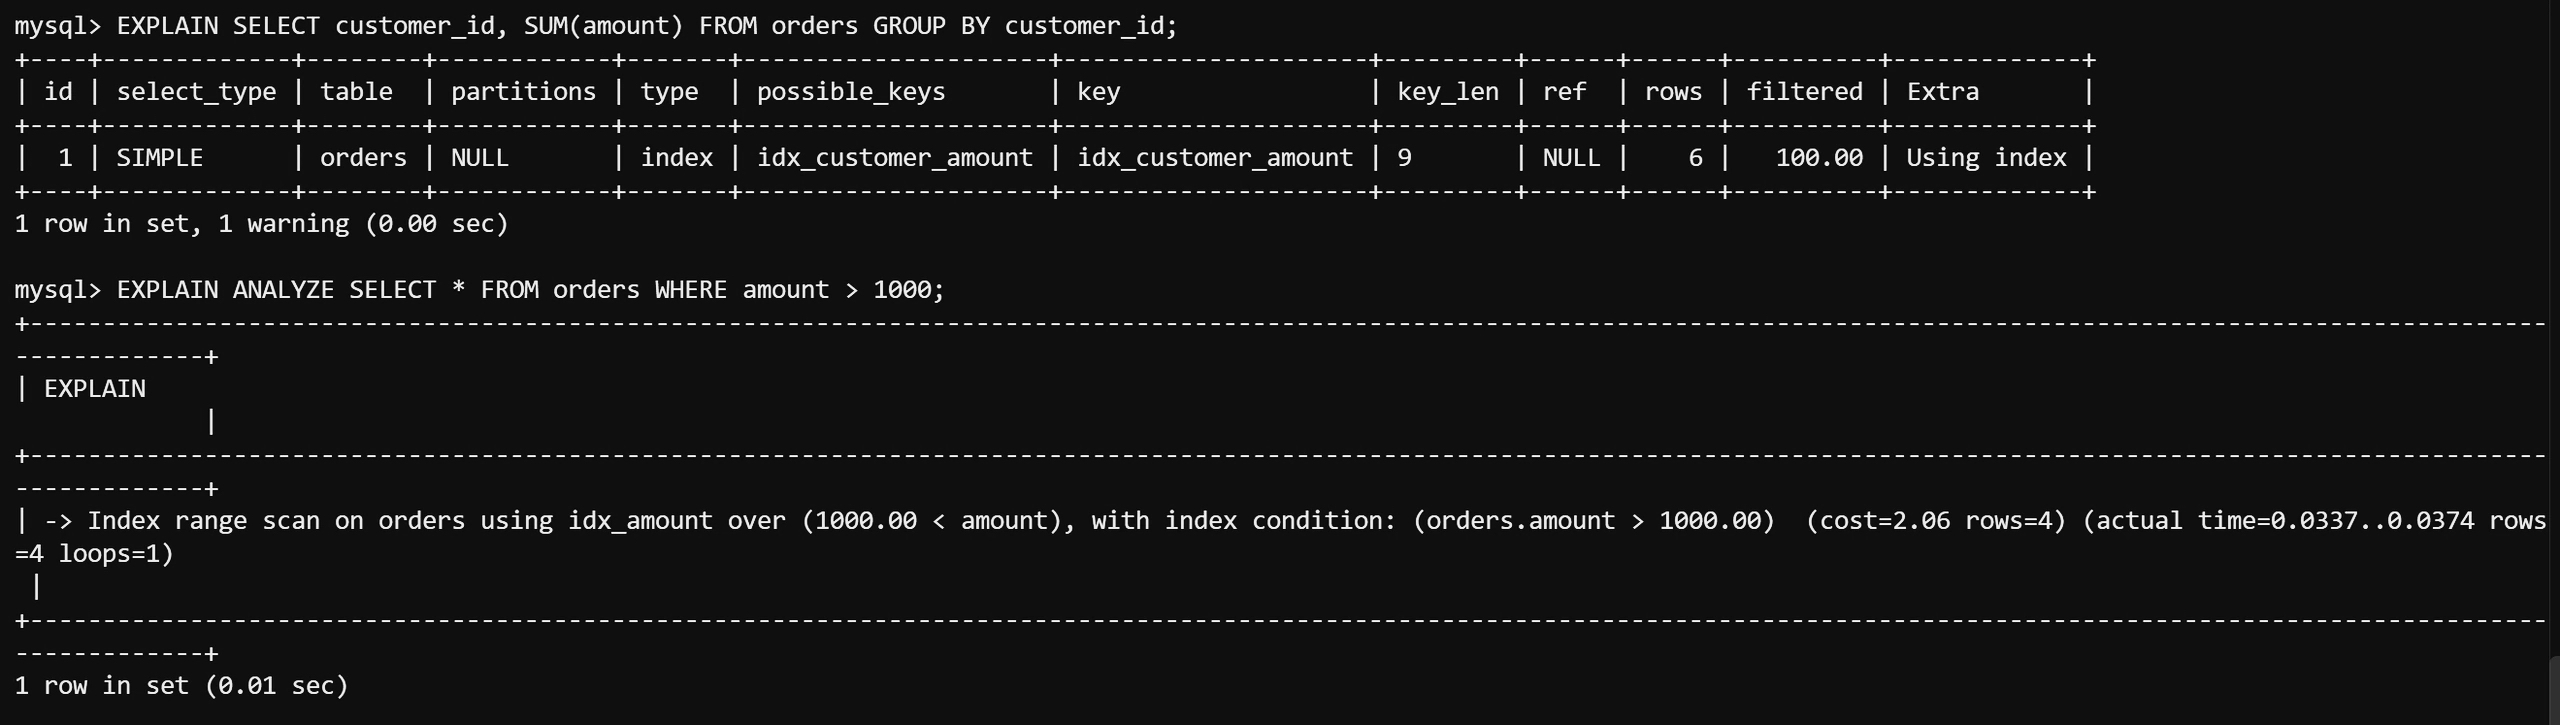 mysql> EXPLAIN SELECT customer_id, SUM(amount) FROM orders GROUP BY customer_id;
+----+-------------+--------+------------+-------+---------------------+---------------------+---------+------+------+----------+-------------+
| id | select_type | table  | partitions | type  | possible_keys       | key                 | key_len | ref  | rows | filtered | Extra       |
+----+-------------+--------+------------+-------+---------------------+---------------------+---------+------+------+----------+-------------+
|  1 | SIMPLE      | orders | NULL       | index | idx_customer_amount | idx_customer_amount | 9       | NULL |    6 |   100.00 | Using index |
+----+-------------+--------+------------+-------+---------------------+---------------------+---------+------+------+----------+-------------+
1 row in set, 1 warning (0.00 sec)

mysql> EXPLAIN ANALYZE SELECT * FROM orders WHERE amount > 1000;
+-----------------------------------------------------------------------------------------------------------------------------------------------------------------------------
-------------+
| EXPLAIN
             |
+-----------------------------------------------------------------------------------------------------------------------------------------------------------------------------
-------------+
| -> Index range scan on orders using idx_amount over (1000.00 < amount), with index condition: (orders.amount > 1000.00)  (cost=2.06 rows=4) (actual time=0.0337..0.0374 rows
=4 loops=1)
 |
+-----------------------------------------------------------------------------------------------------------------------------------------------------------------------------
-------------+
1 row in set (0.01 sec)